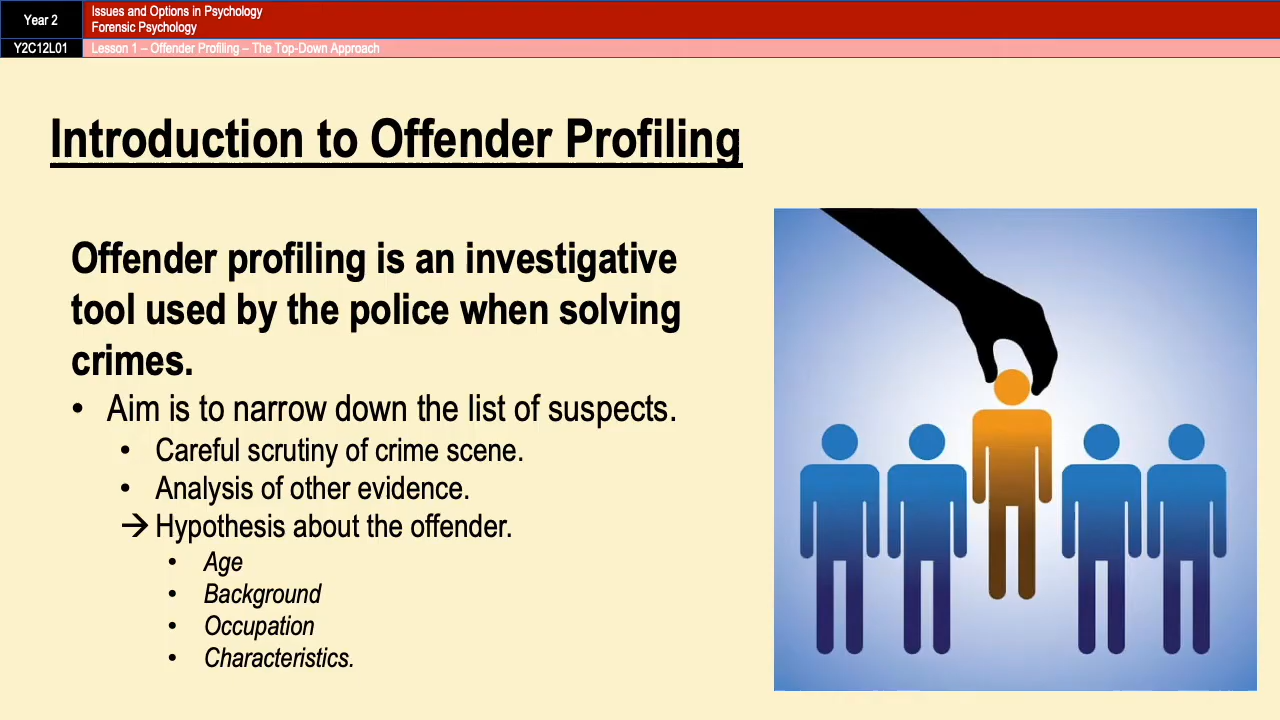 Year 2
Issues and Options in Psychology
Forensic Psychology
Y2C12L01
Lesson 1 – Offender Profiling – The Top-Down Approach
Introduction to Offender Profiling
Offender profiling is an investigative
tool used by the police when solving
crimes.
• Aim is to narrow down the list of suspects.
• Careful scrutiny of crime scene.
• Analysis of other evidence.
→ Hypothesis about the offender.
• Age
• Background
• Occupation
• Characteristics.